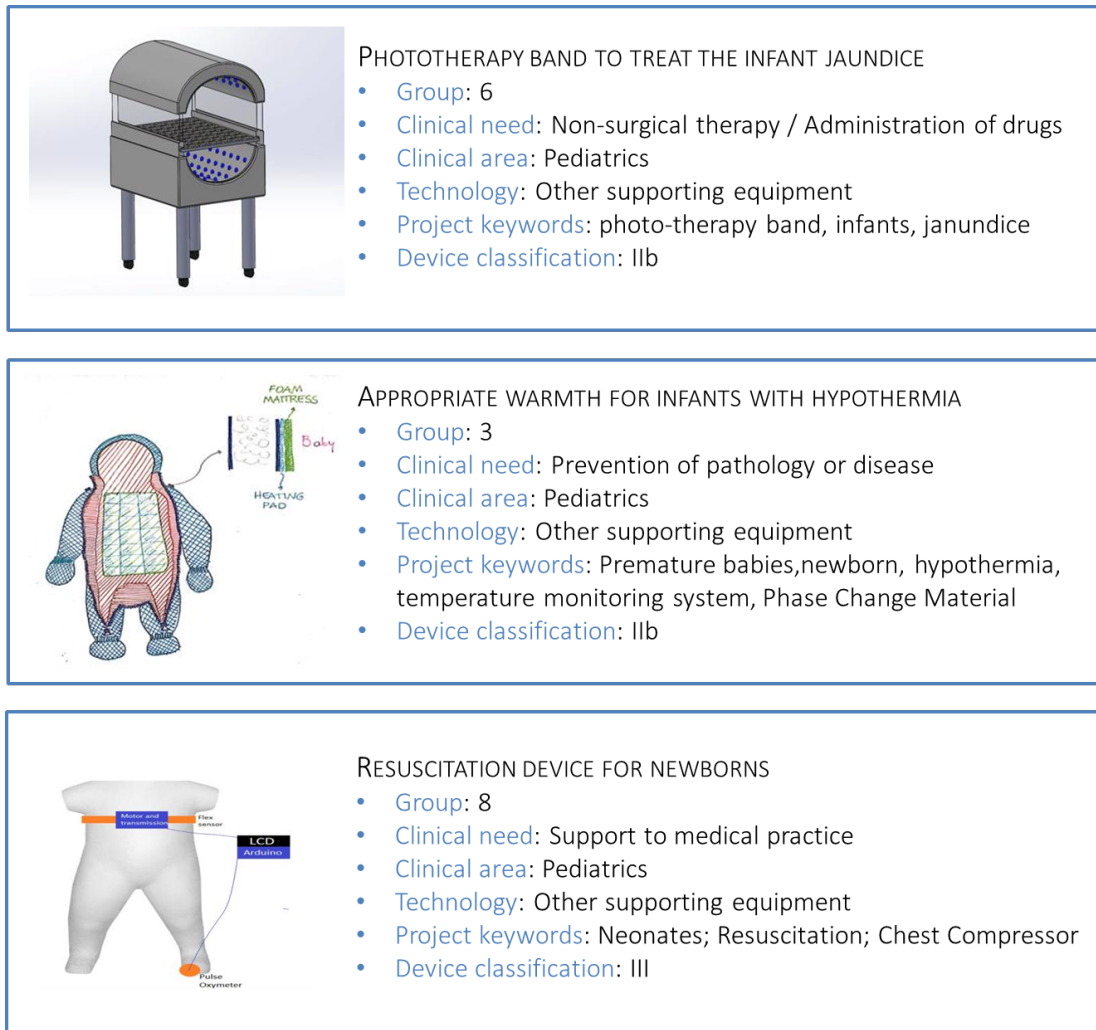 PHOTOTHERAPY BAND TO TREAT THE INFANT JAUNDICE
• Group: 6
• Clinical need: Non-surgical therapy / Administration of drugs
• Clinical area: Pediatrics
• Technology: Other supporting equipment
• Project keywords: photo-therapy band, infants, janundice
• Device classification: IIb
FOAM
MATTRESS
Baby
HEATING
PAD
APPROPRIATE WARMTH FOR INFANTS WITH HYPOTHERMIA
• Group: 3
• Clinical need: Prevention of pathology or disease
• Clinical area: Pediatrics
• Technology: Other supporting equipment
• Project keywords: Premature babies,newborn, hypothermia,
temperature monitoring system, Phase Change Material
• Device classification: IIb
Motor and
transmission
Flex
sensor
LCD
Arduino
Pulse
Oxymeter
RESUSCITATION DEVICE FOR NEWBORNS
• Group: 8
• Clinical need: Support to medical practice
• Clinical area: Pediatrics
• Technology: Other supporting equipment
• Project keywords: Neonates; Resuscitation; Chest Compressor
• Device classification: III